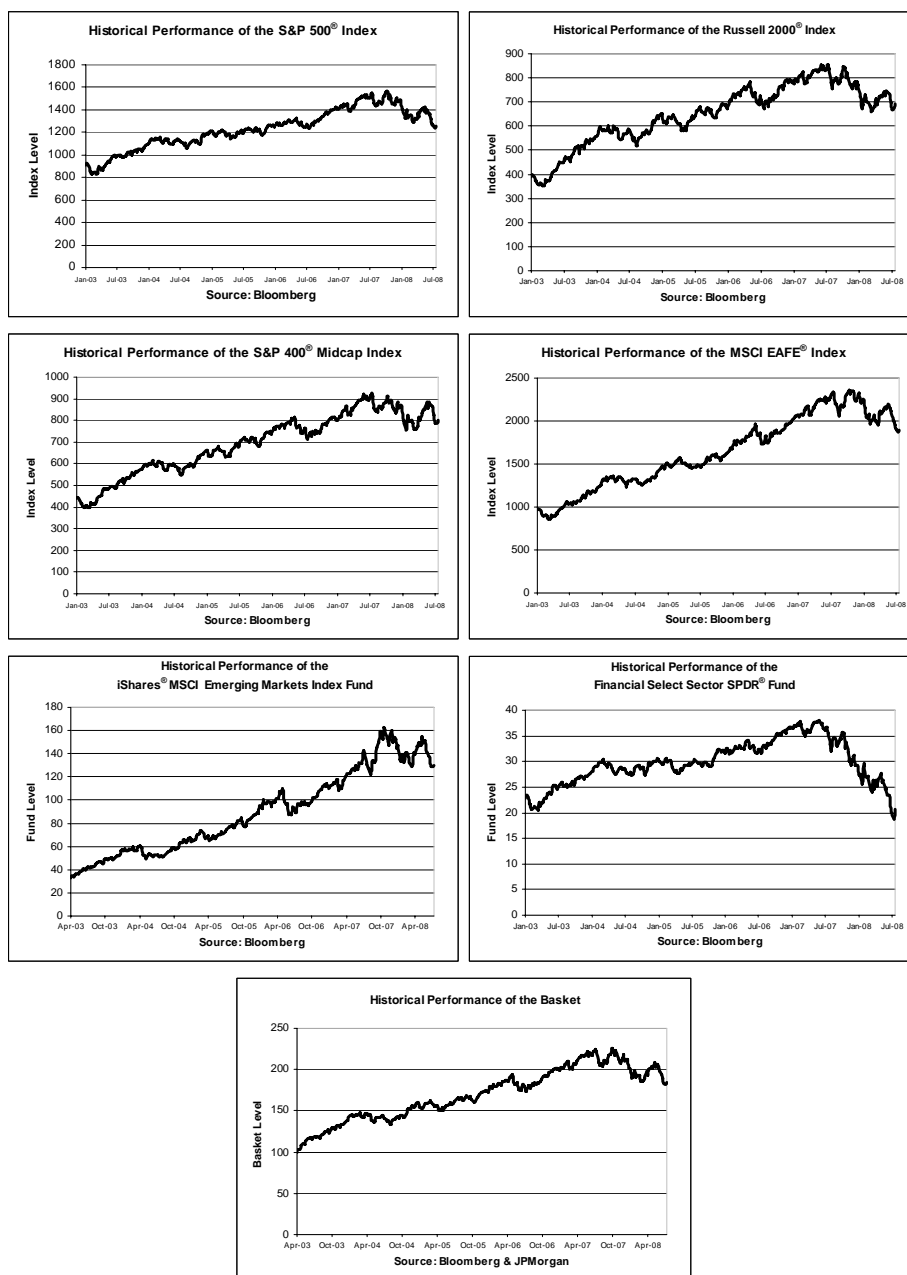 Historical Performance of the S&P 500® Index
1800
1600
1400
1200
1000
800
600
400
200
0
Index Level
Jan-03 Jul-03 Jan-04 Jul-04 Jan-05 Jul-05 Jan-06 Jul-06 Jan-07 Jul-07 Jan-08 Jul-08
Source: Bloomberg
Historical Performance of the Russell 2000® Index
900
800
700
600
500
400
300
200
100
0
Index Level
Jan-03 Jul-03 Jan-04 Jul-04 Jan-05 Jul-05 Jan-06 Jul-06 Jan-07 Jul-07 Jan-08 Jul-08
Source: Bloomberg
Historical Performance of the S&P 400® Midcap Index
1000
900
800
700
600
500
400
300
200
100
0
Index Level
Jan-03 Jul-03 Jan-04 Jul-04 Jan-05 Jul-05 Jan-06 Jul-06 Jan-07 Jul-07 Jan-08 Jul-08
Source: Bloomberg
Historical Performance of the MSCI EAFE® Index
2500
2000
1500
1000
500
0
Index Level
Jan-03 Jul-03 Jan-04 Jul-04 Jan-05 Jul-05 Jan-06 Jul-06 Jan-07 Jul-07 Jan-08 Jul-08
Source: Bloomberg
Historical Performance of the
iShares® MSCI Emerging Markets Index Fund
180
160
140
120
100
80
60
40
20
0
Fund Level
Apr-03 Oct-03 Apr-04 Oct-04 Apr-05 Oct-05 Apr-06 Oct-06 Apr-07 Oct-07 Apr-08
Source: Bloomberg
Historical Performance of the
Financial Select Sector SPDR® Fund
40
35
30
25
20
15
10
5
0
Fund Level
Jan-03 Jul-03 Jan-04 Jul-04 Jan-05 Jul-05 Jan-06 Jul-06 Jan-07 Jul-07 Jan-08 Jul-08
Source: Bloomberg
Historical Performance of the Basket
250
200
150
100
50
0
Basket Level
Apr-03 Oct-03 Apr-04 Oct-04 Apr-05 Oct-05 Apr-06 Oct-06 Apr-07 Oct-07 Apr-08
Source: Bloomberg & JPMorgan